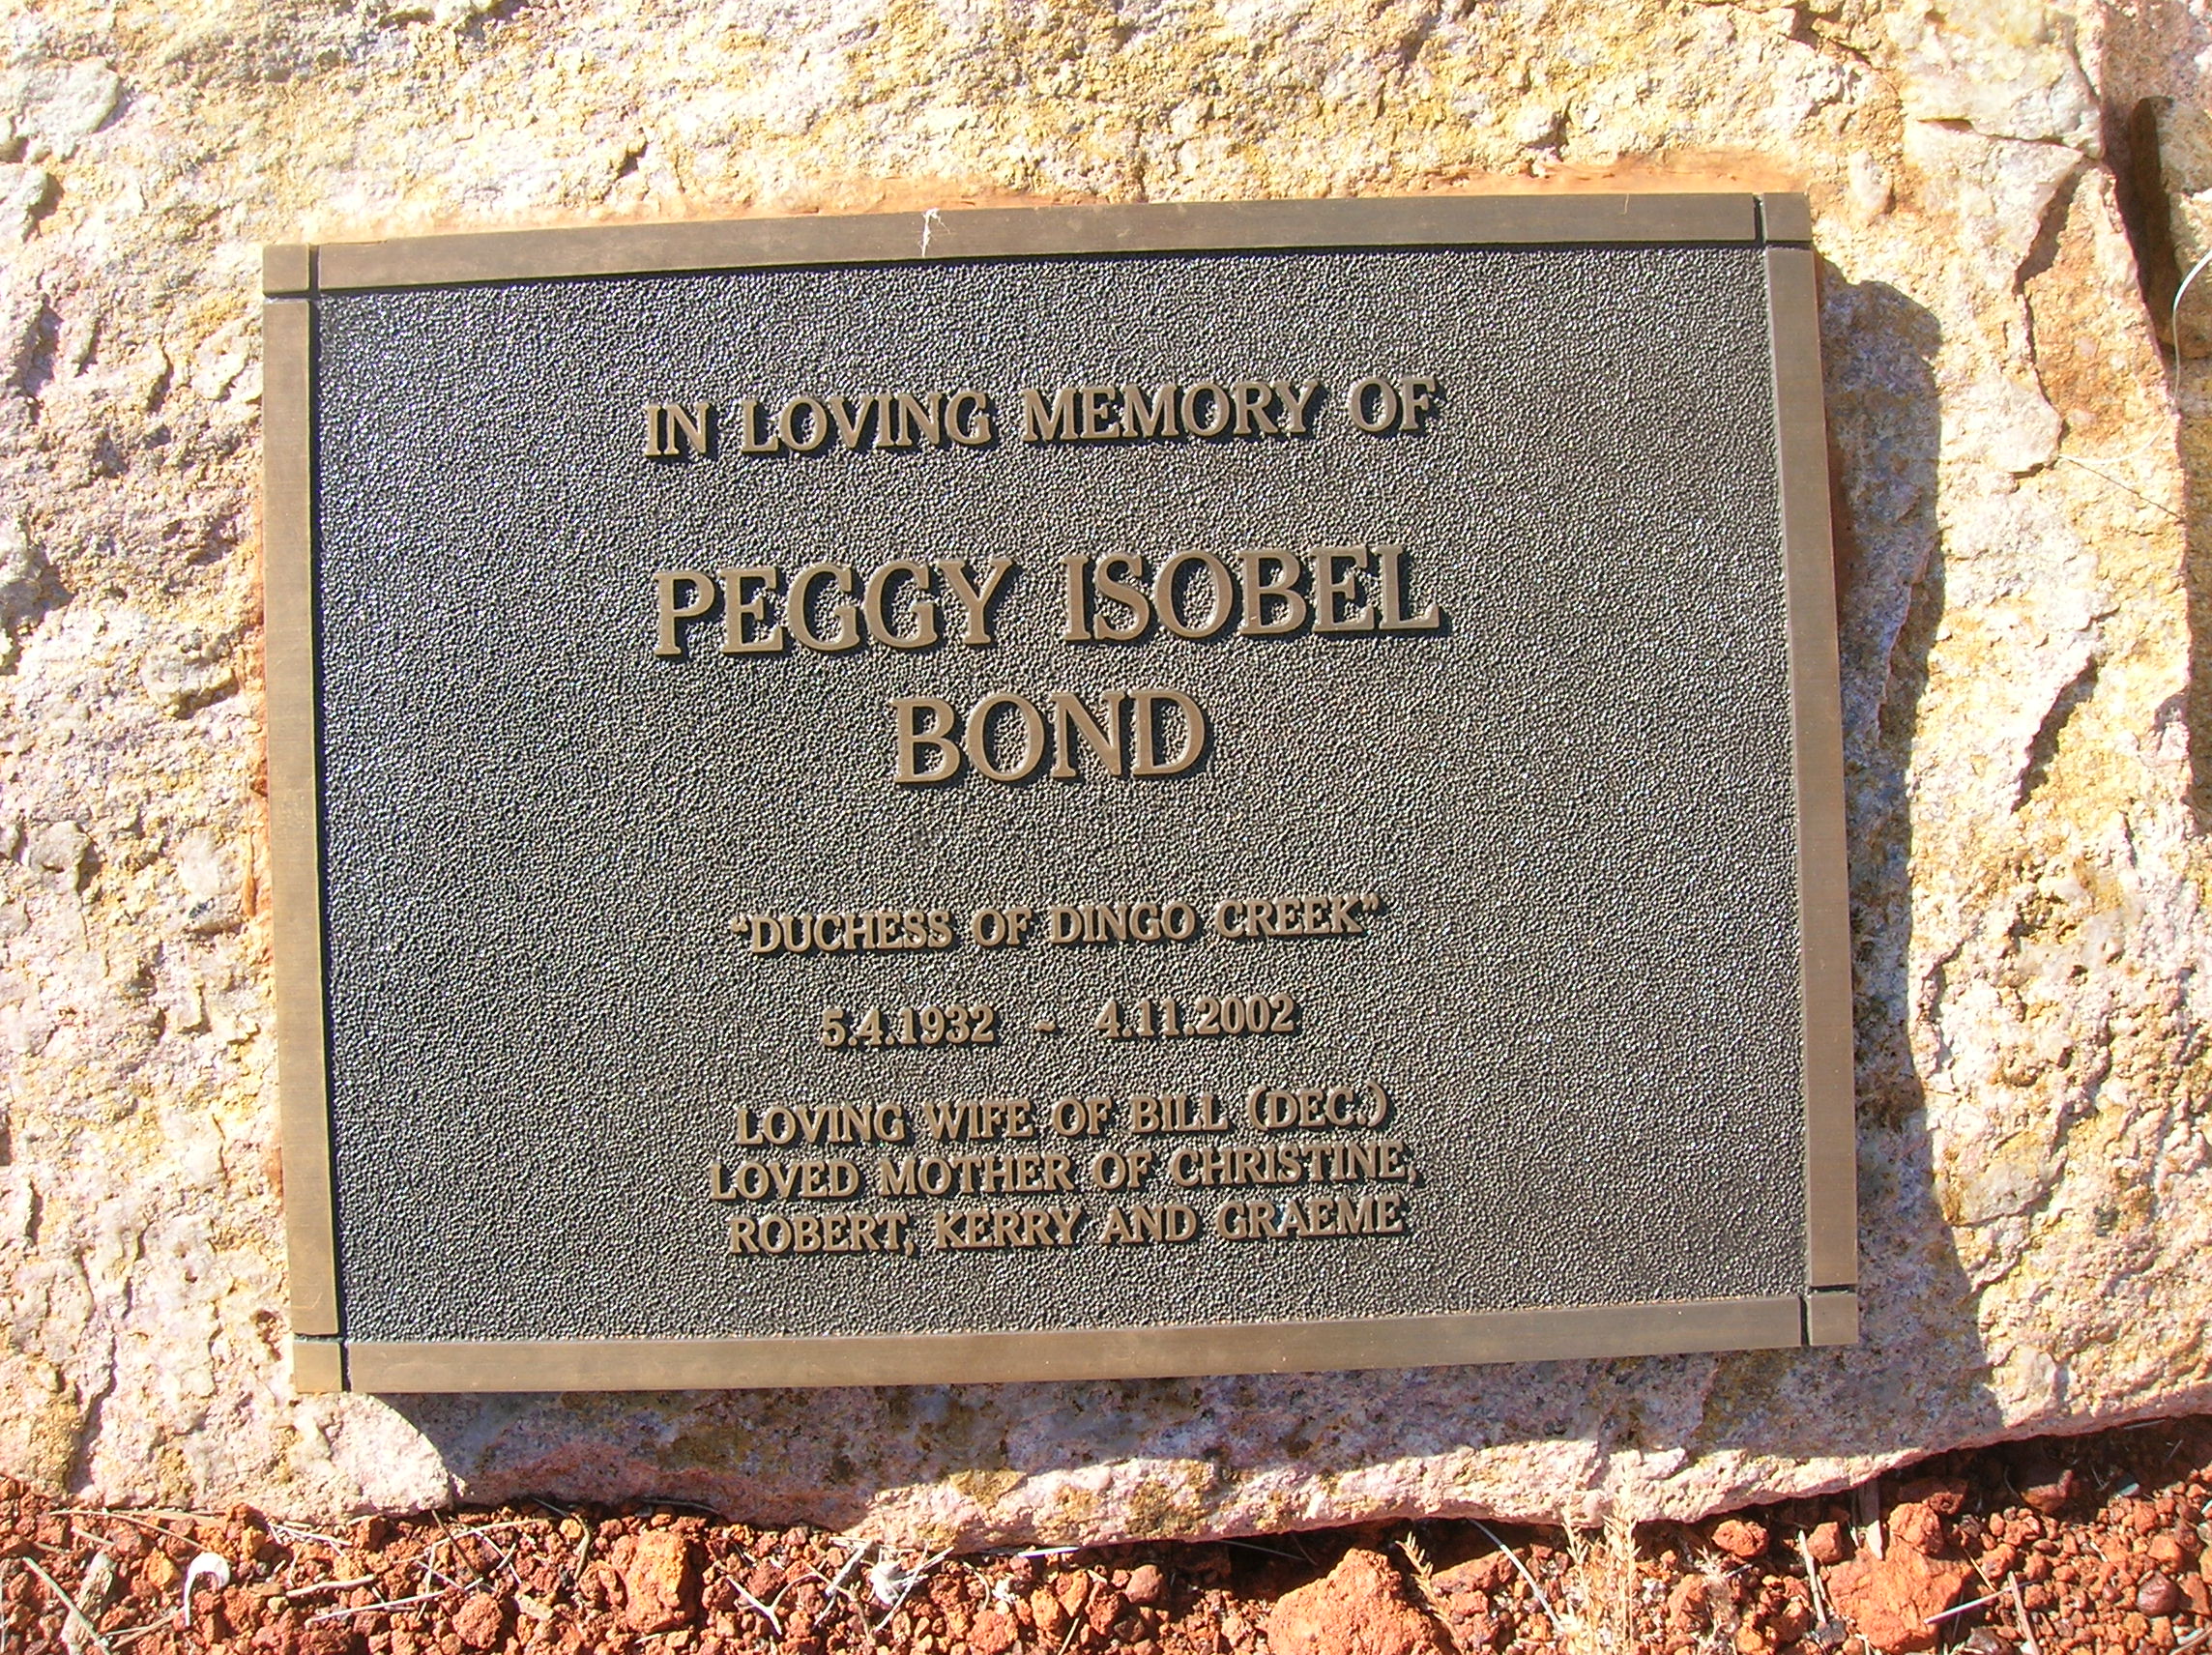 IN LOVING MEMORY OF
PEGGY ISOBEL
BOND
"DUCHESS OF DINGO CREEK"
5.4.1932 ~ 4.11.2002
LOVING WIFE OF BILL (DEC.)
LOVED MOTHER OF CHRISTINE,
ROBERT, KERRY AND GRAEME